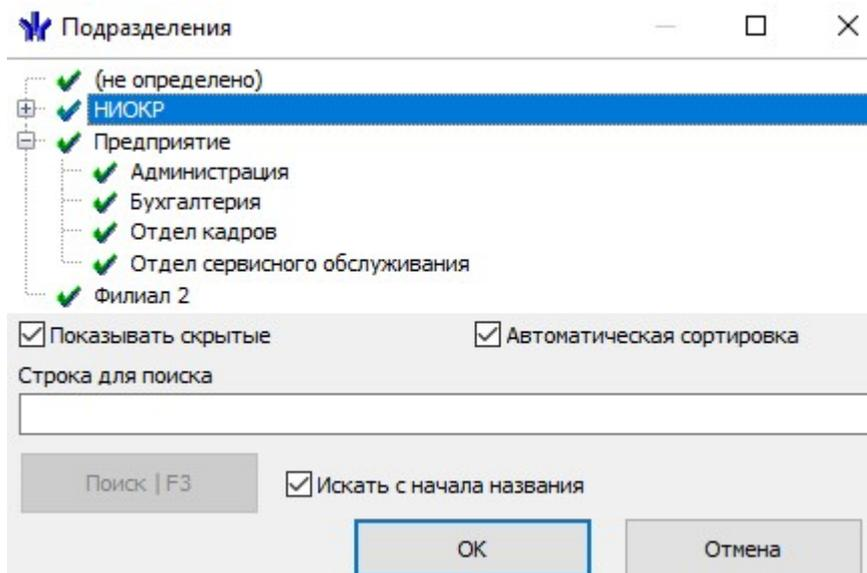 Подразделения
(не определено)
НИОКР
Предприятие
Администрация
Бухгалтерия
Отдел кадров
Отдел сервисного обслуживания
Филиал 2
Показывать скрытые
Автоматическая сортировка
Строка для поиска
Поиск | F3
Искать с начала названия
ОК
Отмена